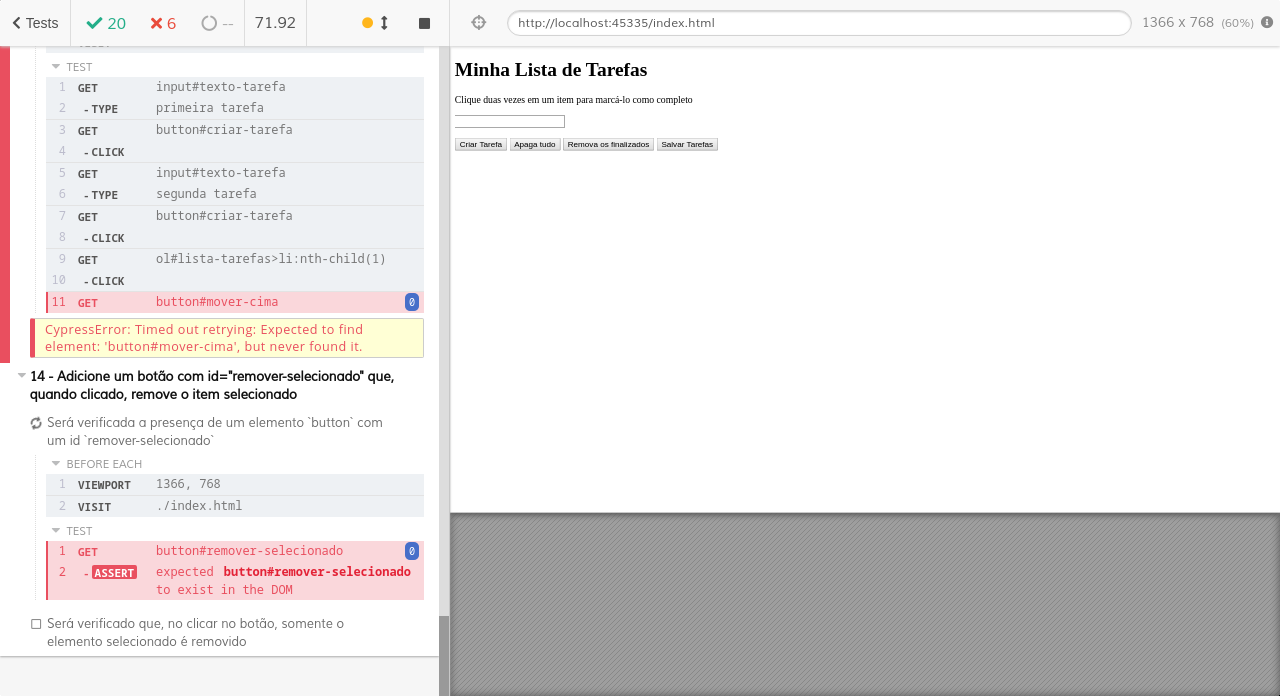 Tests 20 6 -- 71.92
http://localhost:45335/index.html 1366 x 768 (60%)
TEST
1 GET input#texto-tarefa
2 - TYPE primeira tarefa
3 GET button#criar-tarefa
4 - CLICK
5 GET input#texto-tarefa
6 - TYPE segunda tarefa
7 GET button#criar-tarefa
8 - CLICK
9 GET ol#lista-tarefas>li:nth-child(1)
10 - CLICK
11 GET button#mover-cima 0
CypressError: Timed out retrying: Expected to find
element: 'button#mover-cima', but never found it.
14 - Adicione um botão com id="remover-selecionado" que,
quando clicado, remove o item selecionado
Será verificada a presença de um elemento `button` com
um id `remover-selecionado`
BEFORE EACH
1 VIEWPORT 1366, 768
2 VISIT ./index.html
TEST
1 GET button#remover-selecionado 0
2 - ASSERT expected button#remover-selecionado
to exist in the DOM
Será verificado que, no clicar no botão, somente o
elemento selecionado é removido
Minha Lista de Tarefas
Clique duas vezes em um item para marcá-lo como completo
Criar Tarefa Apaga tudo Remova os finalizados Salvar Tarefas